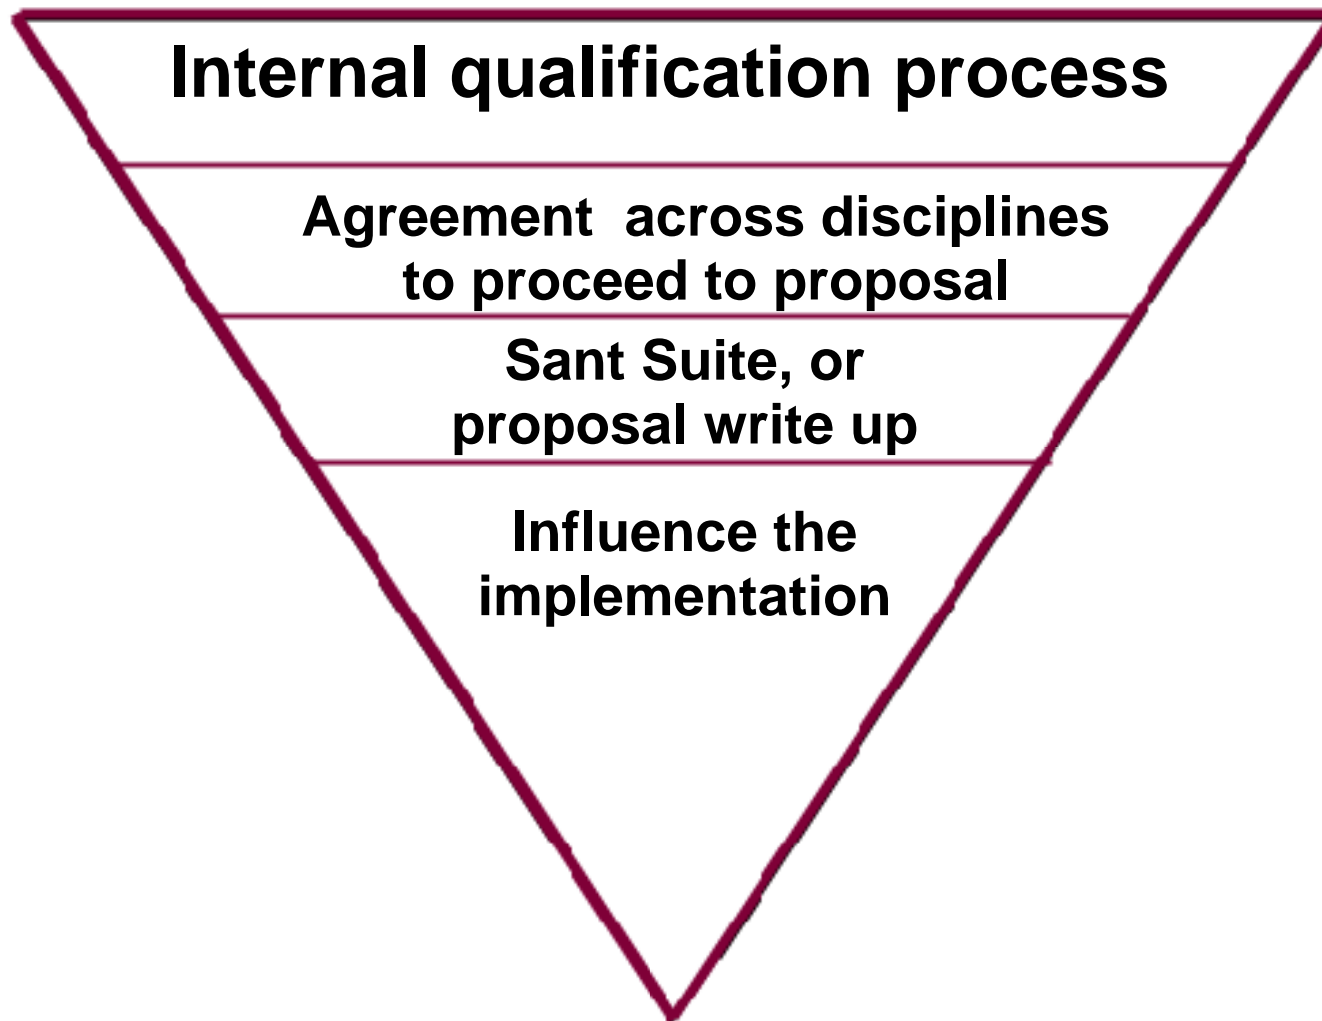 Internal qualification process
Agreement  across disciplines
to proceed to proposal
Sant Suite, or
proposal write up
Influence the
implementation